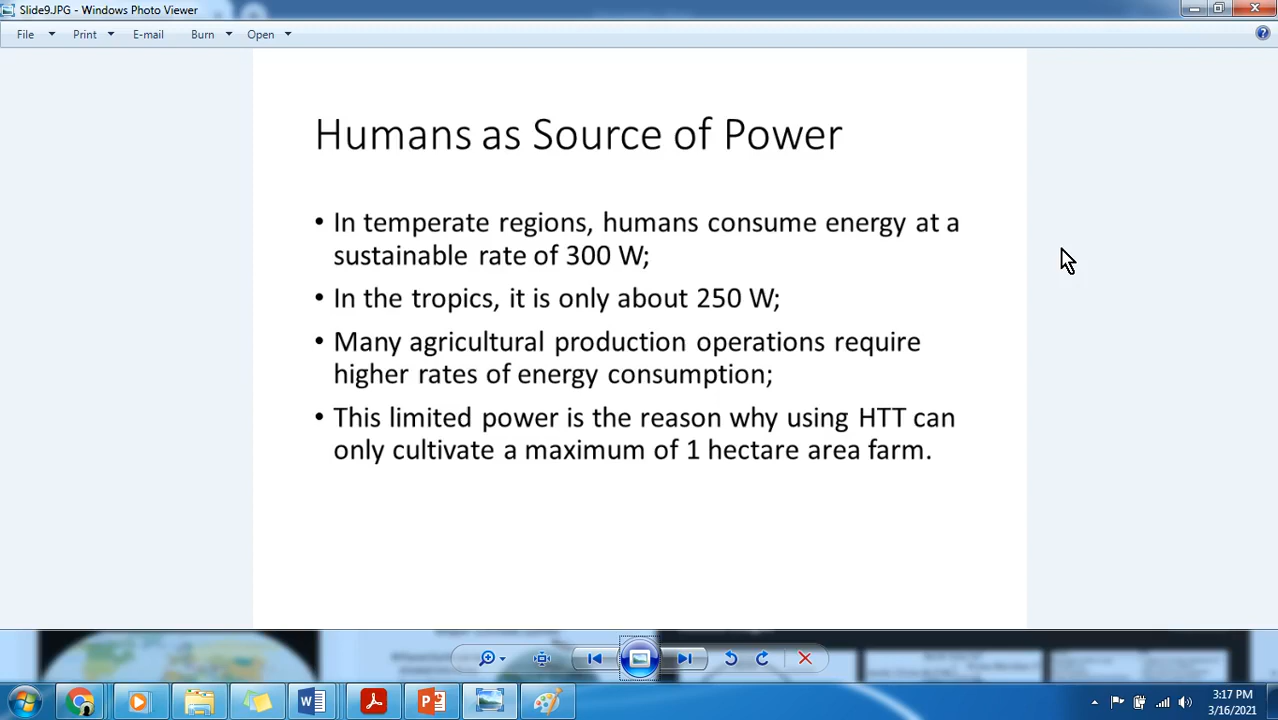 Slide9.JPG - Windows Photo Viewer
File Print E-mail Burn Open
Humans as Source of Power
• In temperate regions, humans consume energy at a
sustainable rate of 300 W;
• In the tropics, it is only about 250 W;
• Many agricultural production operations require
higher rates of energy consumption;
• This limited power is the reason why using HTT can
only cultivate a maximum of 1 hectare area farm.
3:17 PM
3/16/2021